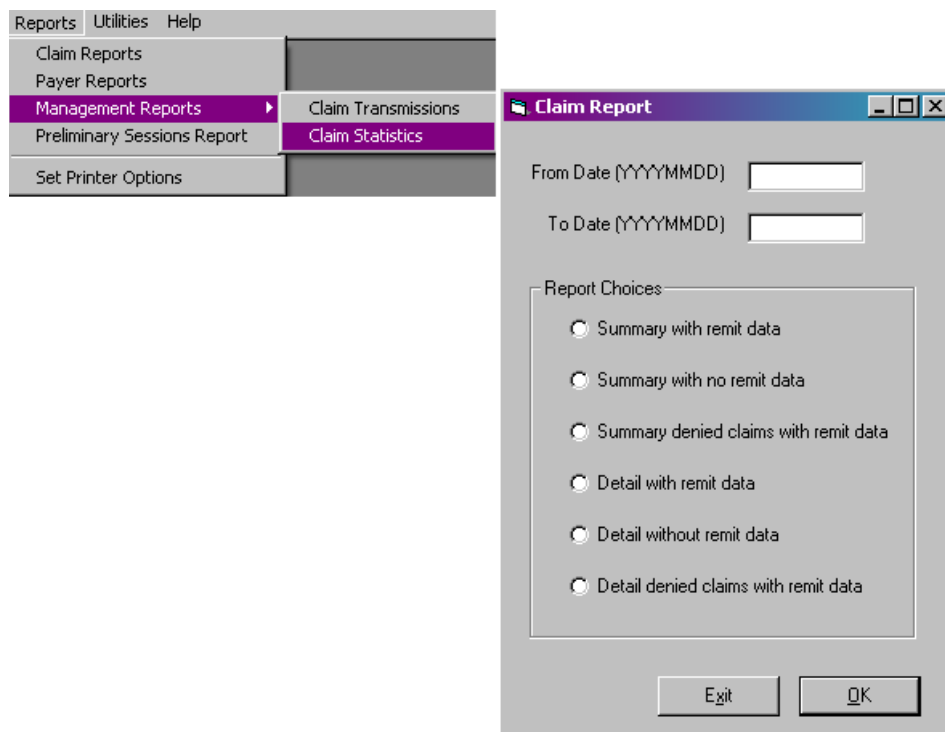 Reports Utilities Help
Claim Reports
Payer Reports
Management Reports
Preliminary Sessions Report
Set Printer Options
Claim Transmissions
Claim Statistics
Claim Report
From Date (YYYYMMDD)
To Date (YYYYMMDD)
Report Choices
Summary with remit data
Summary with no remit data
Summary denied claims with remit data
Detail with remit data
Detail without remit data
Detail denied claims with remit data
Exit OK